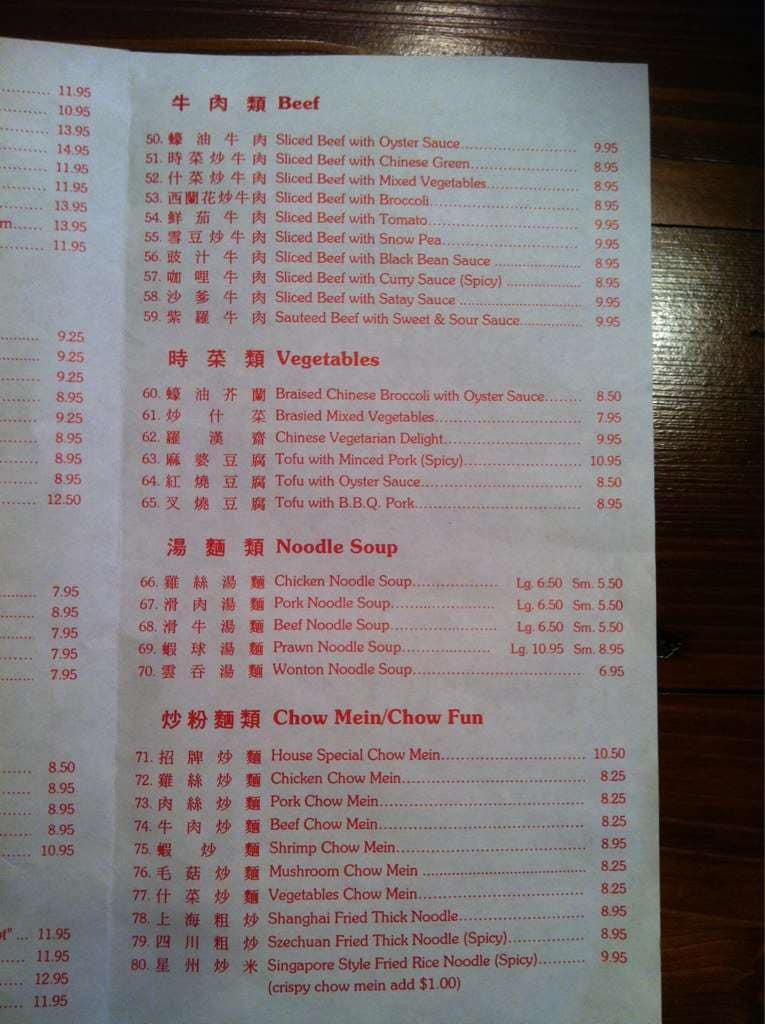 11.95
10.95
13.95
14.95
11.95
11.95
13.95
13.95
11.95
9.25
9.25
9.25
8.95
9.25
8.95
8.95
8.95
12.50
7.95
8.95
7.95
7.95
7.95
8.50
8.95
8.95
8.95
10.95
... 11.95
11.95
12.95
11.95
牛肉類 Beef
50. 蠔油牛肉 Sliced Beef with Oyster Sauce 9.95
51. 時菜炒牛肉 Sliced Beef with Chinese Green 8.95
52. 什菜炒牛肉 Sliced Beef with Mixed Vegetables 8.95
53. 西蘭花炒牛肉 Sliced Beef with Broccoli 8.95
54. 鮮茄牛肉 Sliced Beef with Tomato 9.95
55. 雪豆炒牛肉 Sliced Beef with Snow Pea 9.95
56. 豉汁牛肉 Sliced Beef with Black Bean Sauce 8.95
57. 咖哩牛肉 Sliced Beef with Curry Sauce (Spicy) 8.95
58. 沙爹牛肉 Sliced Beef with Satay Sauce 9.95
59. 紫羅牛肉 Sauteed Beef with Sweet & Sour Sauce 9.95
時菜類 Vegetables
60. 蠔油芥蘭 Braised Chinese Broccoli with Oyster Sauce 8.50
61. 炒什菜 Brasied Mixed Vegetables 7.95
62. 羅漢齋 Chinese Vegetarian Delight 9.95
63. 麻婆豆腐 Tofu with Minced Pork (Spicy) 10.95
64. 紅燒豆腐 Tofu with Oyster Sauce 8.50
65. 叉燒豆腐 Tofu with B.B.Q. Pork 8.95
湯麵類 Noodle Soup
66. 雞絲湯麵 Chicken Noodle Soup Lg. 6.50 Sm. 5.50
67. 滑肉湯麵 Pork Noodle Soup Lg. 6.50 Sm. 5.50
68. 滑牛湯麵 Beef Noodle Soup Lg. 6.50 Sm. 5.50
69. 蝦球湯麵 Prawn Noodle Soup Lg. 10.95 Sm. 8.95
70. 雲吞湯麵 Wonton Noodle Soup 6.95
炒粉麵類 Chow Mein/Chow Fun
71. 招牌炒麵 House Special Chow Mein 10.50
72. 雞絲炒麵 Chicken Chow Mein 8.25
73. 肉絲炒麵 Pork Chow Mein 8.25
74. 牛肉炒麵 Beef Chow Mein 8.25
75. 蝦炒麵 Shrimp Chow Mein 8.95
76. 毛菇炒麵 Mushroom Chow Mein 8.25
77. 什菜炒麵 Vegetables Chow Mein 8.25
78. 上海粗炒 Shanghai Fried Thick Noodle 8.95
79. 四川粗炒 Szechuan Fried Thick Noodle (Spicy) 8.95
80. 星州炒米 Singapore Style Fried Rice Noodle (Spicy) 9.95
(crispy chow mein add $1.00)